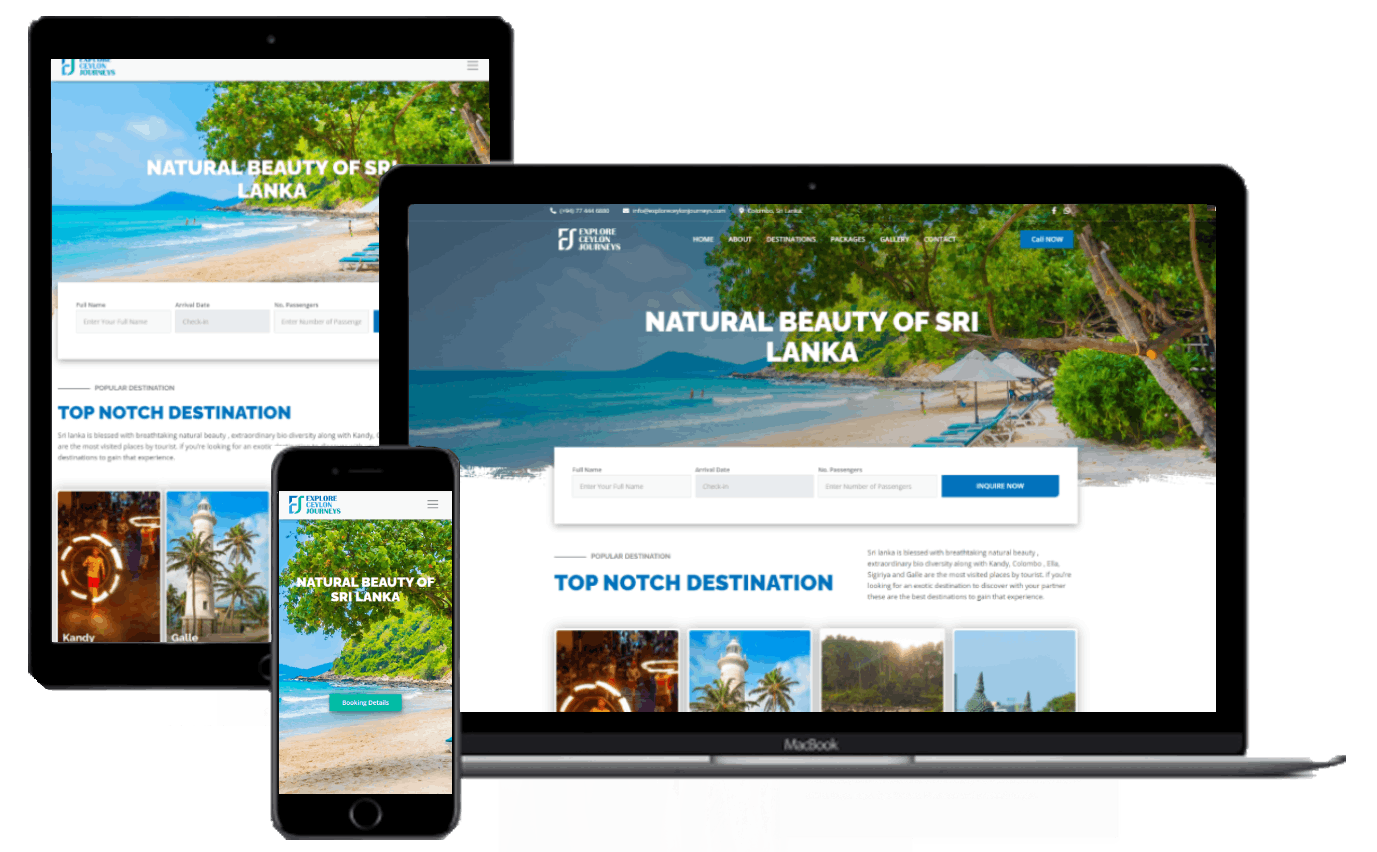 EXPLORE
CEYLON
JOURNEYS
NATURAL BEAUTY OF SRI
LANKA
Full Name
Arrival Date
No. Passengers
Enter Your Full Name
Check-in
Enter Number of Passenge
POPULAR DESTINATION
TOP NOTCH DESTINATION
Sri lanka is blessed with breathtaking natural beauty , extraordinary bio diversity along with Kandy,
are the most visited places by tourist. if you're looking for an exotic
destinations to gain that experience.
Kandy
Galle
EXPLORE
CEYLON
JOURNEYS
NATURAL BEAUTY OF
SRI LANKA
Booking Details
(+94) 77 444 6800
info@exploreceylonjourneys.com
Colombo, Sri Lanka
EXPLORE
CEYLON
JOURNEYS
HOME
ABOUT
DESTINATIONS
PACKAGES
GALLERY
CONTACT
Call NOW
NATURAL BEAUTY OF SRI
LANKA
Full Name
Arrival Date
No. Passengers
Enter Your Full Name
Check-in
Enter Number of Passengers
INQUIRE NOW
POPULAR DESTINATION
TOP NOTCH DESTINATION
Sri lanka is blessed with breathtaking natural beauty ,
extraordinary bio diversity along with Kandy, Colombo , Ella,
Sigiriya and Galle are the most visited places by tourist. if you're
looking for an exotic destination to discover with your partner
these are the best destinations to gain that experience.
MacBook